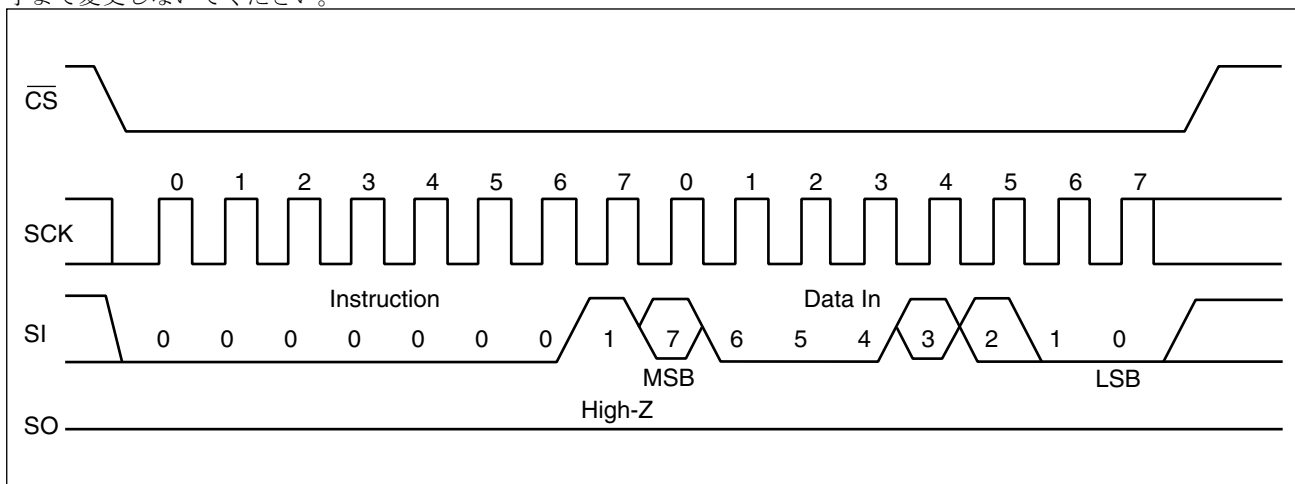 CS
0 1 2 3 4 5 6 7 0 1 2 3 4 5 6 7
SCK
Instruction Data In
SI 0 0 0 0 0 0 0 1 7 6 5 4 3 2 1 0
MSB LSB
High-Z
SO